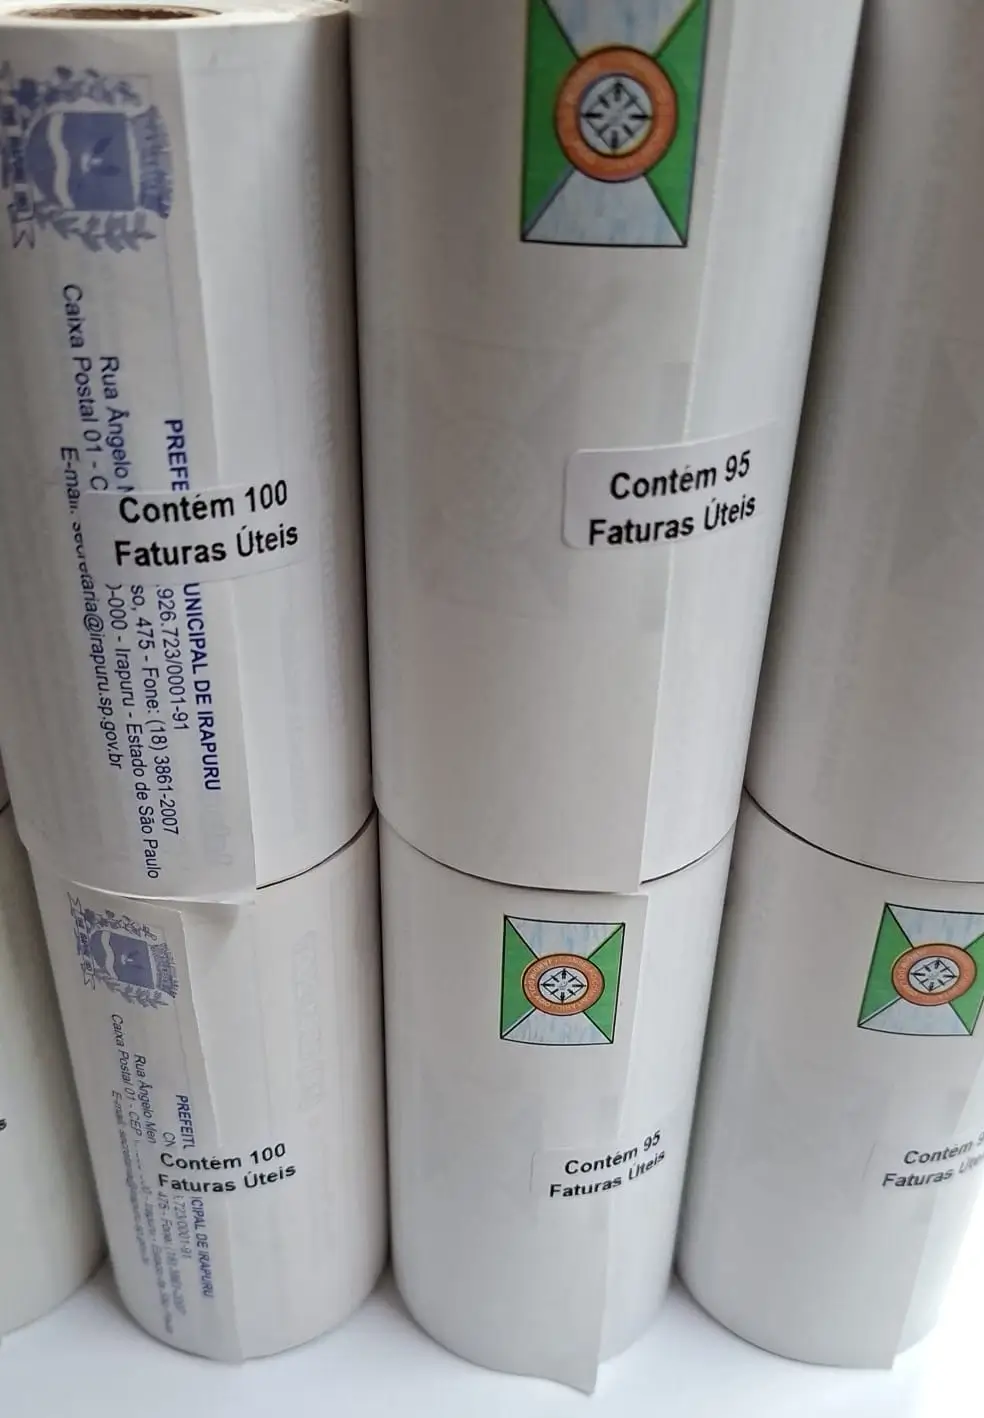 PREFE
UNICIPAL DE IRAPURU
.926.723/0001-91
Rua Ângelo
so, 475 - Fone: (18) 3861-2007
Caixa Postal 01 - C
)-000 - Irapuru - Estado de São Paulo
E-mail: secretaria@irapuru.sp.gov.br
Contém 100
Faturas Úteis
Contém 95
Faturas Úteis
PREFEITU
ICIPAL DE IRAPURU
Rua Ângelo Men
Caixa Postal 01 - CEP
Contém 100
Faturas Úteis
Contém 95
Faturas Úteis
Contém
Faturas